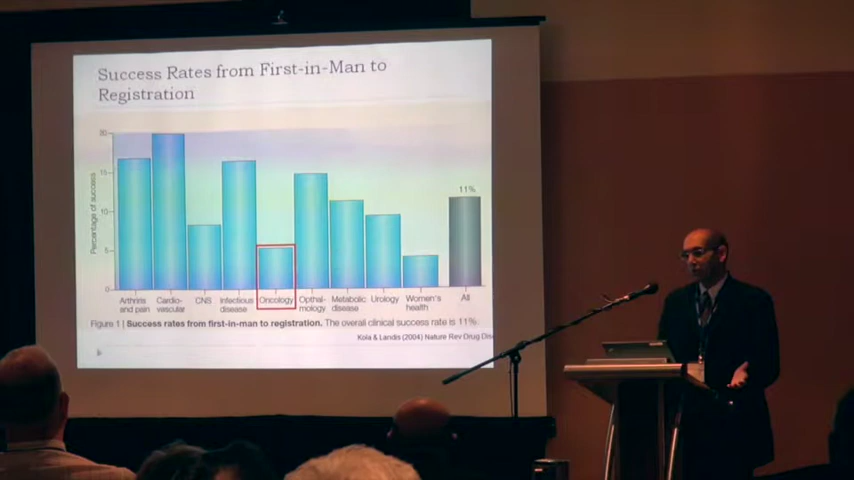 Success Rates from First-in-Man to
Registration
Percentage of success
20
15
10
5
0
11%
Arthritis
and pain
Cardio-
vascular
CNS
Infectious
disease
Oncology
Opthal-
mology
Metabolic
disease
Urology
Women's
health
All
Figure 1 | Success rates from first-in-man to registration. The overall clinical success rate is 11%.
Kola & Landis (2004) Nature Rev Drug Dis